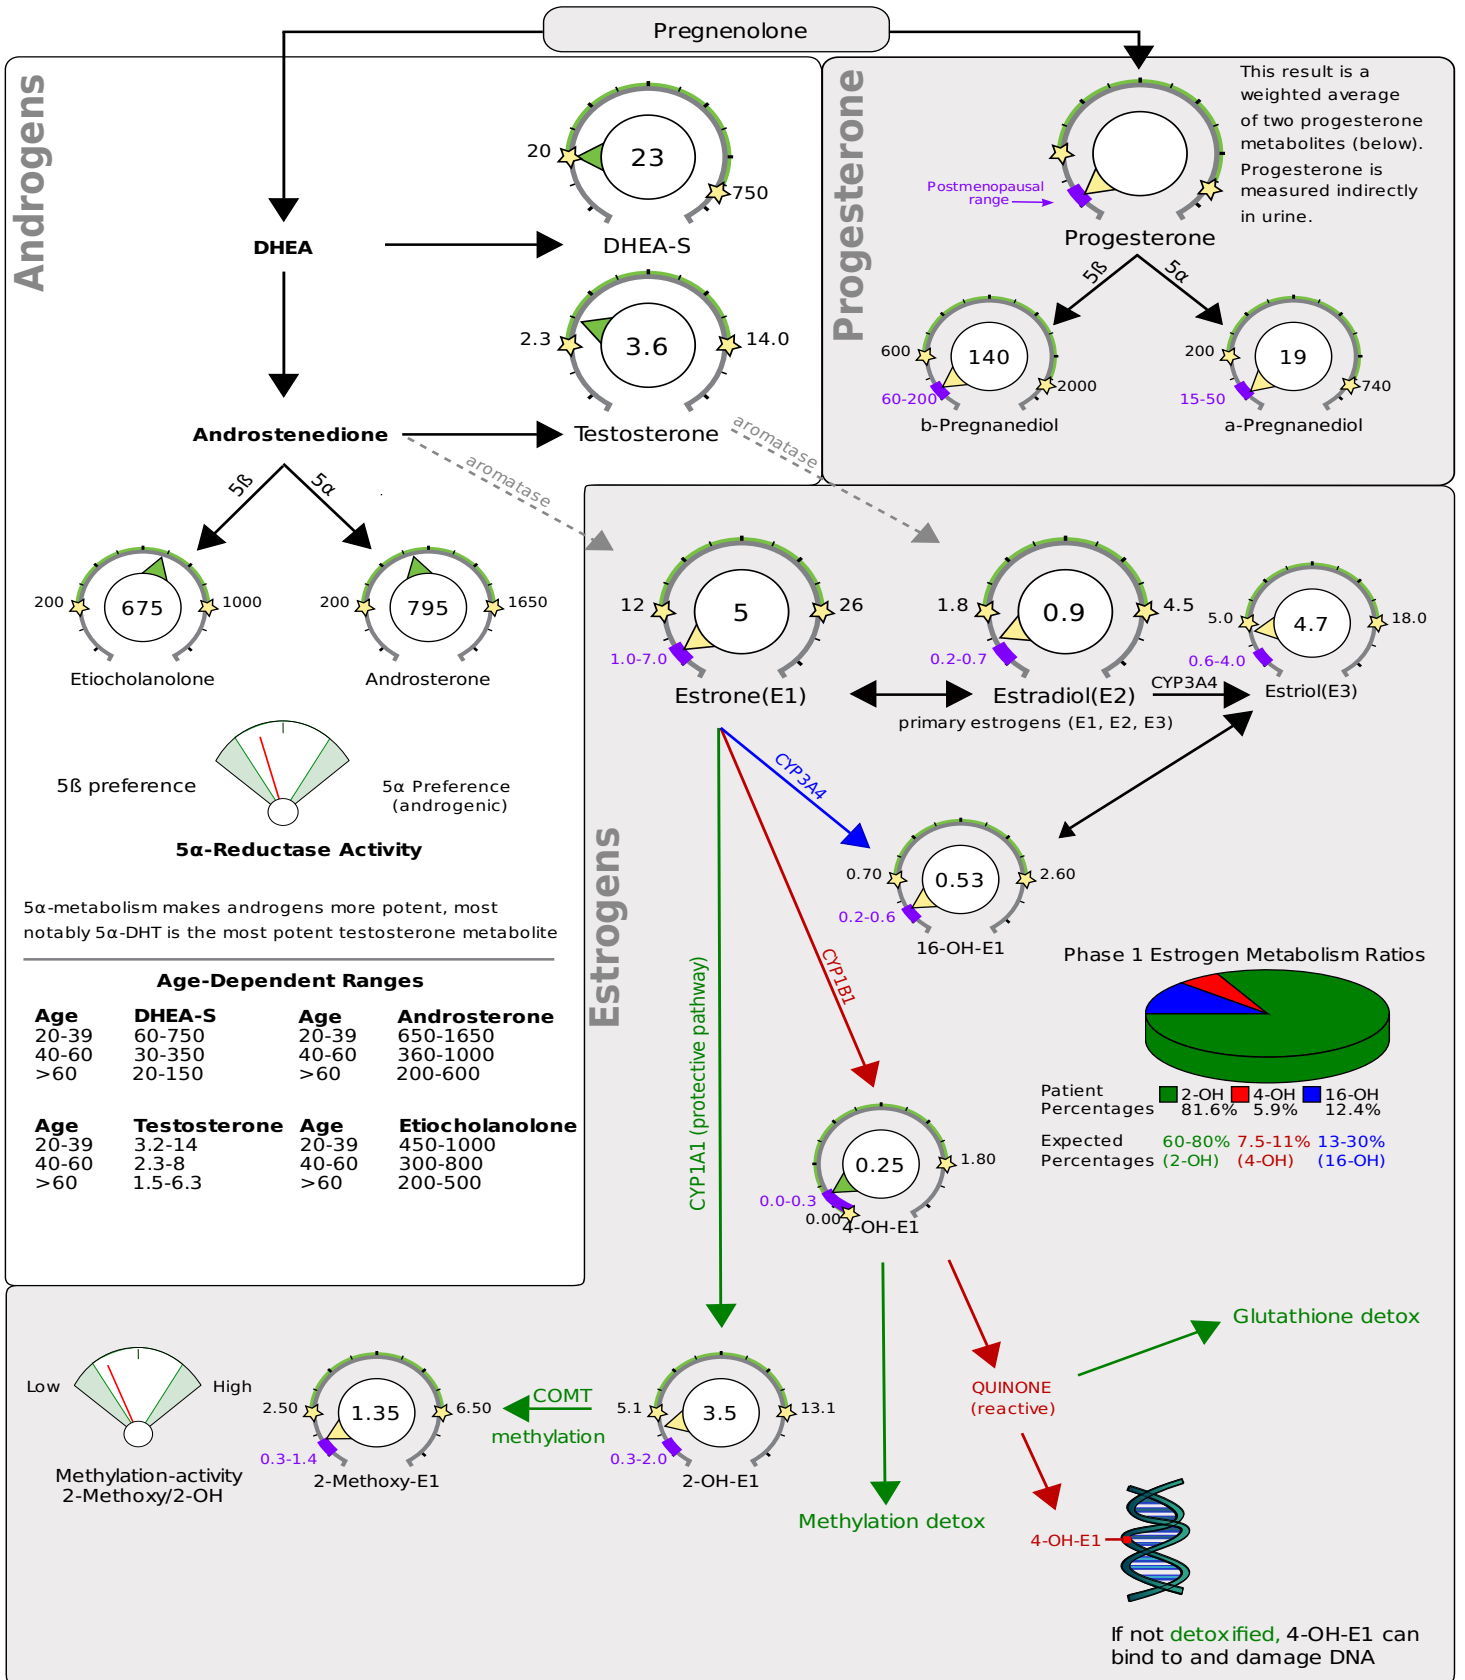 Pregnenolone
Androgens
20
23
750
DHEA
DHEA-S
2.3
3.6
14.0
Androstenedione
Testosterone
aromatase
aromatase
5ß
5α
200
675
1000
Etiocholanolone
200
795
1650
Androsterone
5ß preference
5α Preference
(androgenic)
5α-Reductase Activity
5α-metabolism makes androgens more potent, most
notably 5α-DHT is the most potent testosterone metabolite
Age-Dependent Ranges
Age DHEA-S Age Androsterone
20-39 60-750 20-39 650-1650
40-60 30-350 40-60 360-1000
>60 20-150 >60 200-600
Age Testosterone Age Etiocholanolone
20-39 3.2-14 20-39 450-1000
40-60 2.3-8 40-60 300-800
>60 1.5-6.3 >60 200-500
Progesterone
This result is a
weighted average
of two progesterone
metabolites (below).
Progesterone is
measured indirectly
in urine.
Postmenopausal
range
Progesterone
5ß
5α
600
140
2000
60-200
b-Pregnanediol
200
19
740
15-50
a-Pregnanediol
Estrogens
12
5
26
1.0-7.0
Estrone(E1)
1.8
0.9
4.5
0.2-0.7
Estradiol(E2)
5.0
4.7
18.0
0.6-4.0
Estriol(E3)
CYP3A4
primary estrogens (E1, E2, E3)
CYP3A4
0.70
0.53
2.60
0.2-0.6
16-OH-E1
CYP1B1
CYP1A1 (protective pathway)
Phase 1 Estrogen Metabolism Ratios
Patient
Percentages
2-OH 4-OH 16-OH
81.6% 5.9% 12.4%
Expected
Percentages
60-80% 7.5-11% 13-30%
(2-OH) (4-OH) (16-OH)
0.25
1.80
0.0-0.3
0.00
4-OH-E1
Low
High
Methylation-activity
2-Methoxy/2-OH
2.50
1.35
6.50
0.3-1.4
2-Methoxy-E1
COMT
methylation
5.1
3.5
13.1
0.3-2.0
2-OH-E1
Glutathione detox
QUINONE
(reactive)
Methylation detox
4-OH-E1
If not detoxified, 4-OH-E1 can
bind to and damage DNA